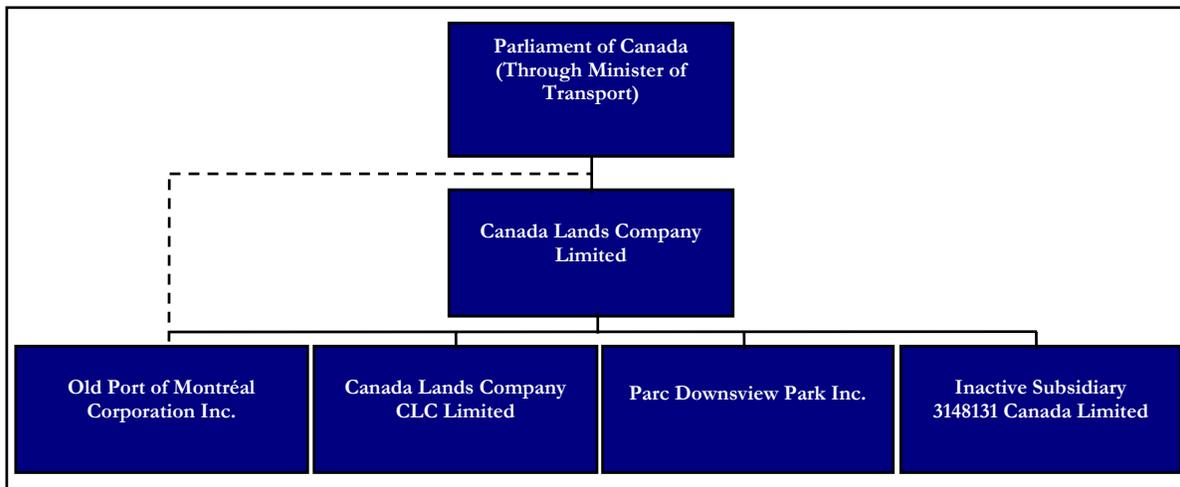 Parliament of Canada
(Through Minister of
Transport)
Canada Lands Company
Limited
Old Port of Montréal
Corporation Inc.
Canada Lands Company
CLC Limited
Parc Downsview Park Inc.
Inactive Subsidiary
3148131 Canada Limited